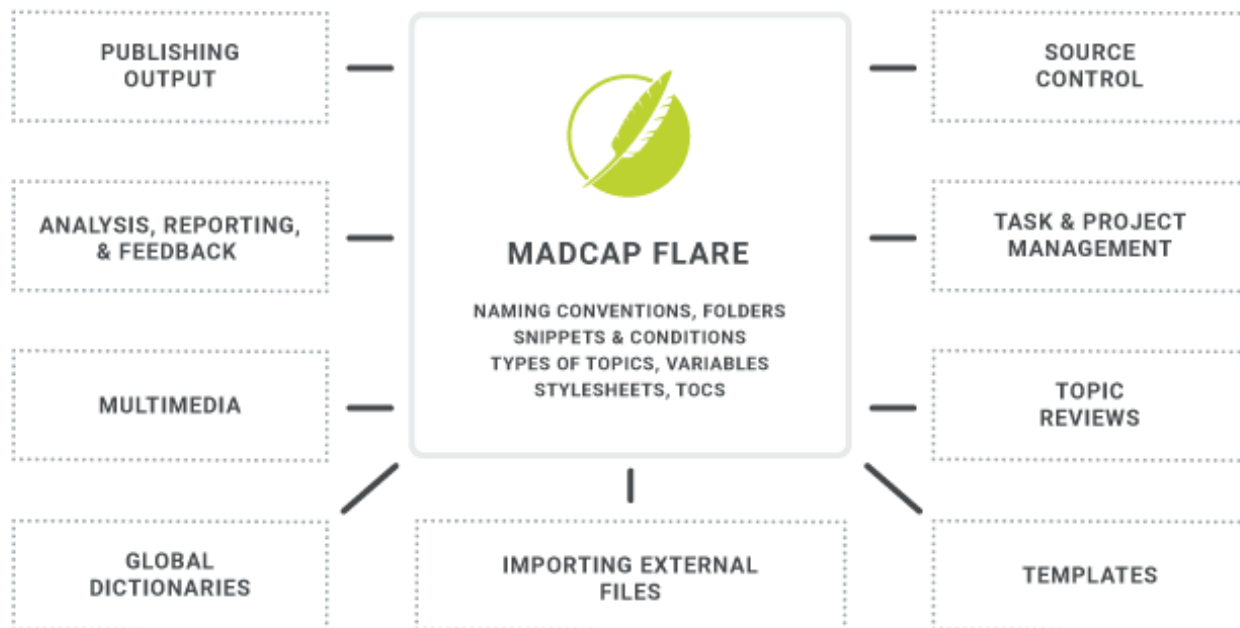 PUBLISHING
OUTPUT
SOURCE
CONTROL
ANALYSIS, REPORTING,
& FEEDBACK
MADCAP FLARE
NAMING CONVENTIONS, FOLDERS
SNIPPETS & CONDITIONS
TYPES OF TOPICS, VARIABLES
STYLESHEETS, TOCS
TASK & PROJECT
MANAGEMENT
MULTIMEDIA
TOPIC
REVIEWS
GLOBAL
DICTIONARIES
IMPORTING EXTERNAL
FILES
TEMPLATES